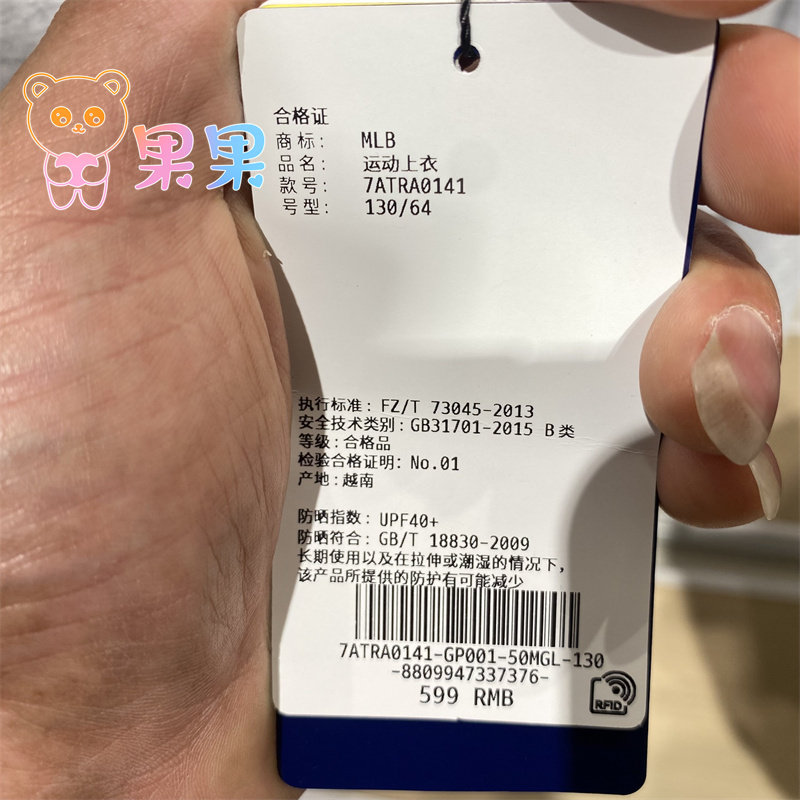 果果
合格证
商标: MLB
品名: 运动上衣
款号: 7ATRA0141
号型: 130/64
执行标准: FZ/T 73045-2013
安全技术类别: GB31701-2015 B类
等级: 合格品
检验合格证明: No.01
产地: 越南
防晒指数: UPF40+
防晒符合: GB/T 18830-2009
长期使用以及在拉伸或潮湿的情况下,
该产品所提供的防护有可能减少
7ATRA0141-GP001-50MGL-130
-8809947337376-
599 RMB
RFID